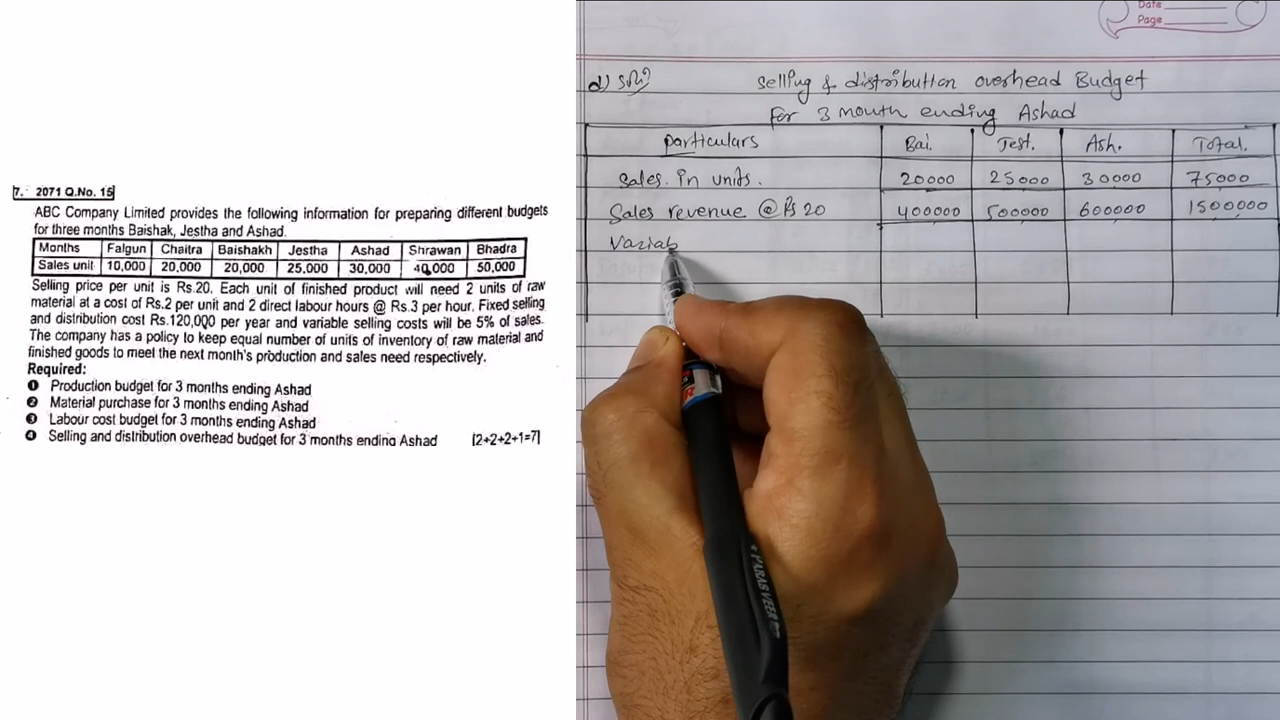 7. 2071 Q.No. 15
ABC Company Limited provides the following information for preparing different budgets
for three months Baishak, Jestha and Ashad.
Months Falgun Chaitra Baishakh Jestha Ashad Shrawan Bhadra
Sales unit 10,000 20,000 20,000 25,000 30,000 40,000 50,000
Selling price per unit is Rs.20. Each unit of finished product will need 2 units of raw
material at a cost of Rs.2 per unit and 2 direct labour hours @ Rs.3 per hour. Fixed selling
and distribution cost Rs.120,000 per year and variable selling costs will be 5% of sales.
The company has a policy to keep equal number of units of inventory of raw material and
finished goods to meet the next month's production and sales need respectively.
Required:
❶ Production budget for 3 months ending Ashad
❷ Material purchase for 3 months ending Ashad
❸ Labour cost budget for 3 months ending Ashad
❹ Selling and distribution overhead budget for 3 months ending Ashad [2+2+2+1=7]
Date
Page
d) Soln selling & distribution overhead Budget
For 3 month ending Ashad
particulars Bai. Jest. Ash. Total.
Sales in units. 20000 25000 30000 75000
Sales revenue @ Rs 20 400000 500000 600000 1500000
Variab
PARAS VEER